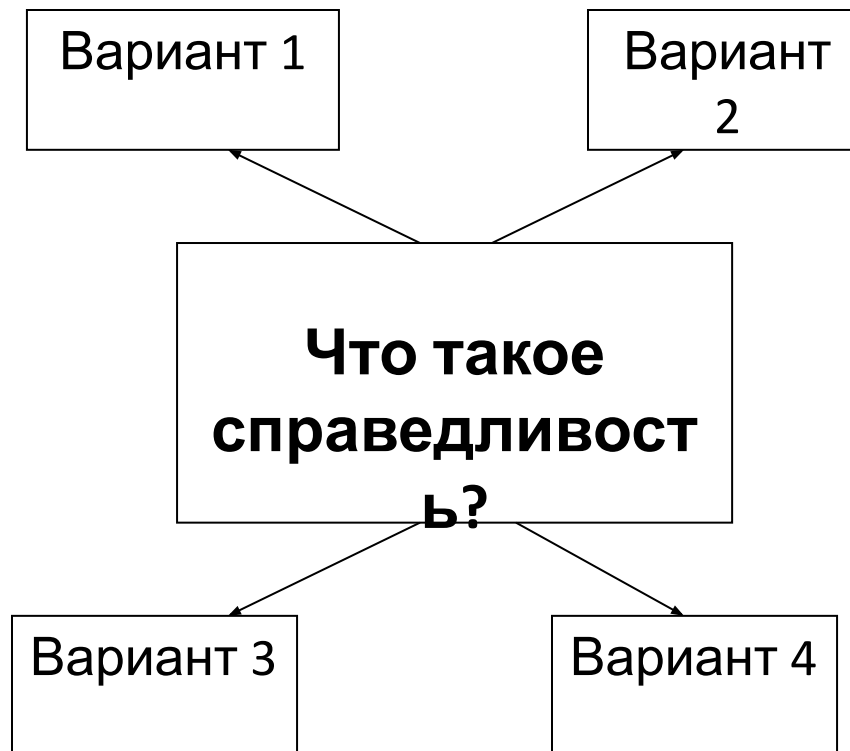 Вариант 1
Вариант
2
Что такое
справедливост
ь?
Вариант 3
Вариант 4